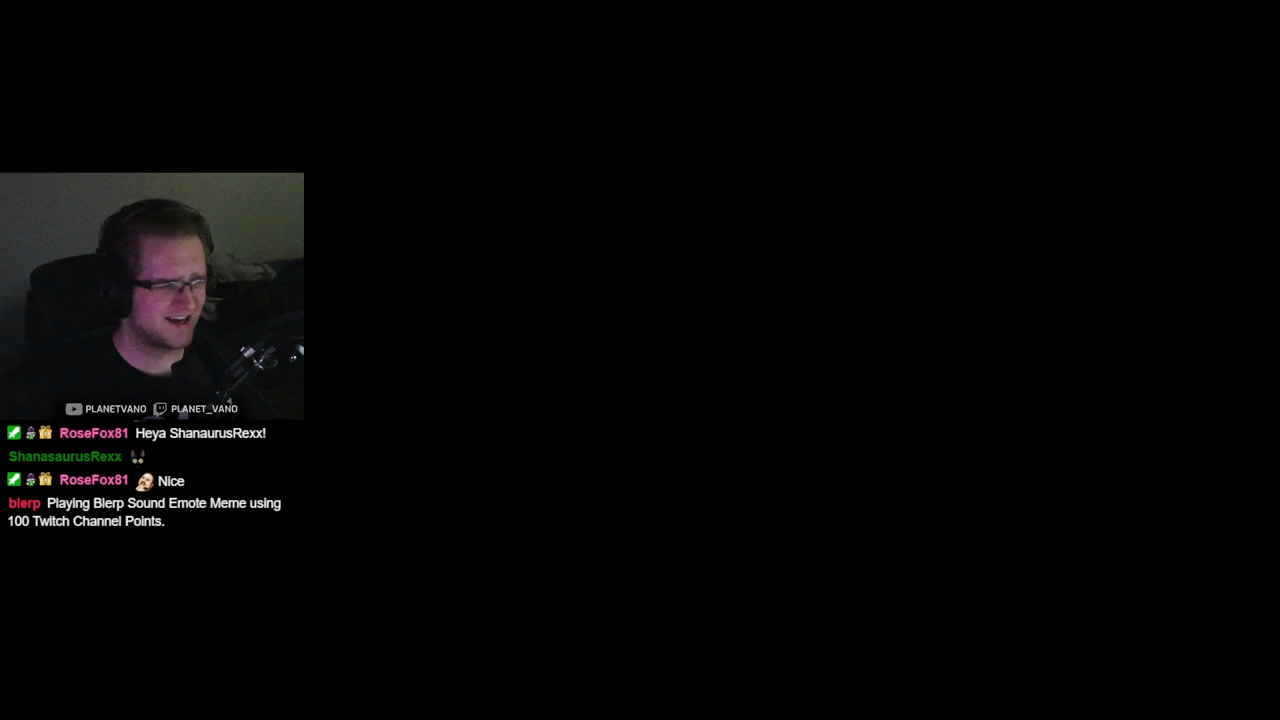 PLANETVANO PLANET_VANO
RoseFox81 Heya ShanaurusRexx!
ShanasaurusRexx
RoseFox81 Nice
blerp Playing Blerp Sound Emote Meme using
100 Twitch Channel Points.